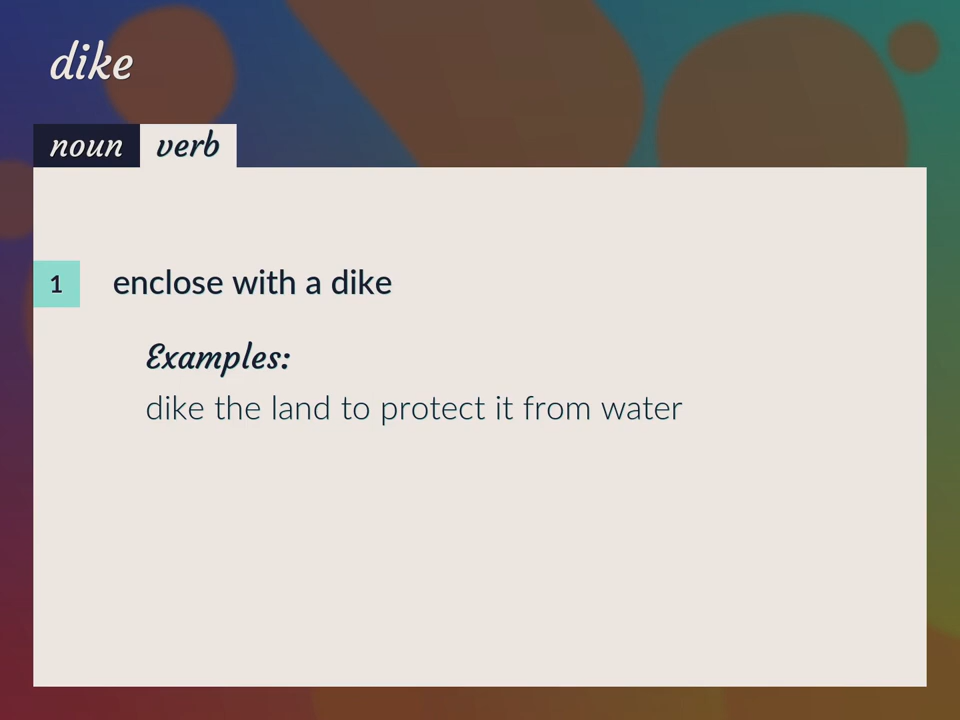 dike
noun verb
1 enclose with a dike
Examples:
dike the land to protect it from water